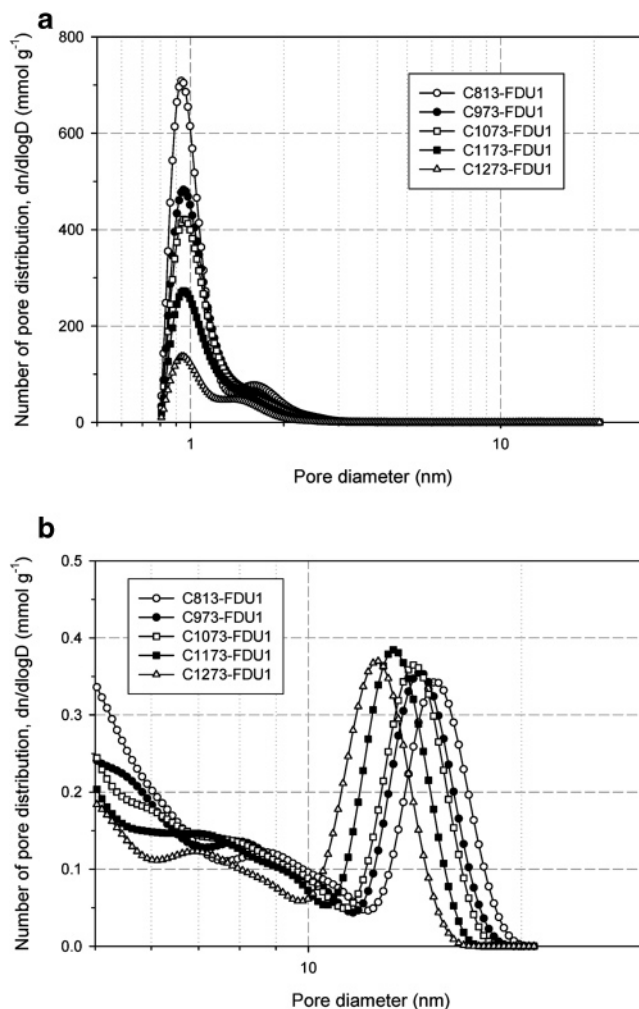 a
800
600
400
200
0
Number of pore distribution, dn/dlogD (mmol g⁻¹)
C813-FDU1
C973-FDU1
C1073-FDU1
C1173-FDU1
C1273-FDU1
1
10
Pore diameter (nm)
b
0.5
0.4
0.3
0.2
0.1
0.0
Number of pore distribution, dn/dlogD (mmol g⁻¹)
C813-FDU1
C973-FDU1
C1073-FDU1
C1173-FDU1
C1273-FDU1
10
Pore diameter (nm)